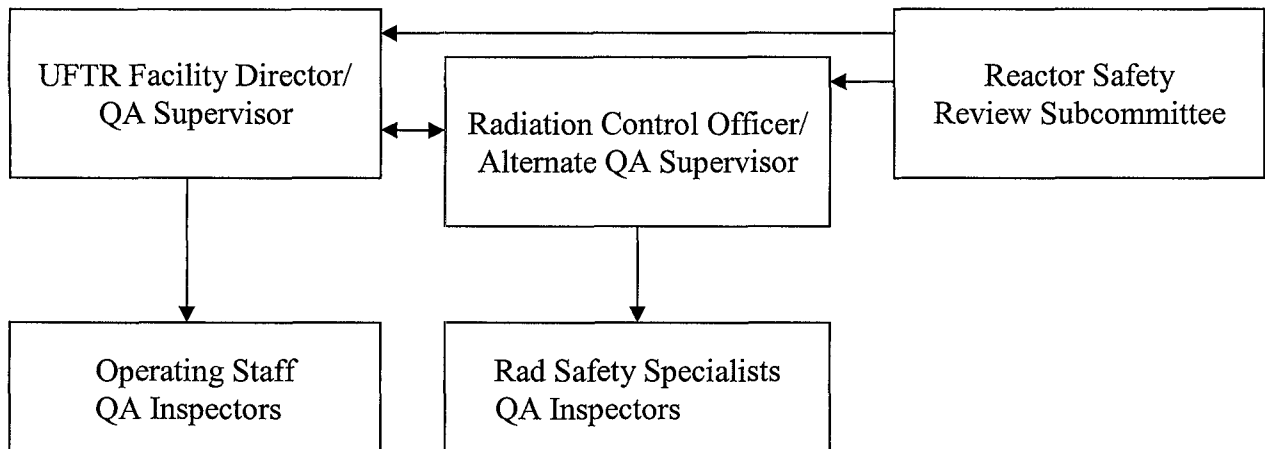 UFTR Facility Director/
QA Supervisor
Radiation Control Officer/
Alternate QA Supervisor
Reactor Safety
Review Subcommittee
Operating Staff
QA Inspectors
Rad Safety Specialists
QA Inspectors